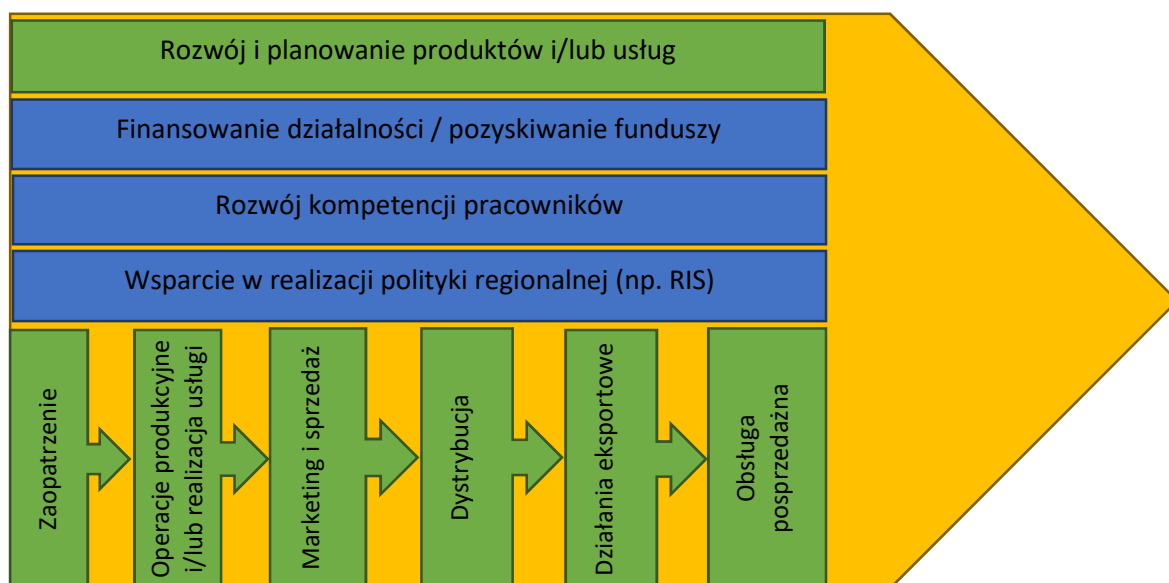 Rozwój i planowanie produktów i/lub usług
Finansowanie działalności / pozyskiwanie funduszy
Rozwój kompetencji pracowników
Wsparcie w realizacji polityki regionalnej (np. RIS)
Zaopatrzenie
Operacje produkcyjne
i/lub realizacja usługi
Marketing i sprzedaż
Dystrybucja
Działania eksportowe
Obsługa
posprzedażna